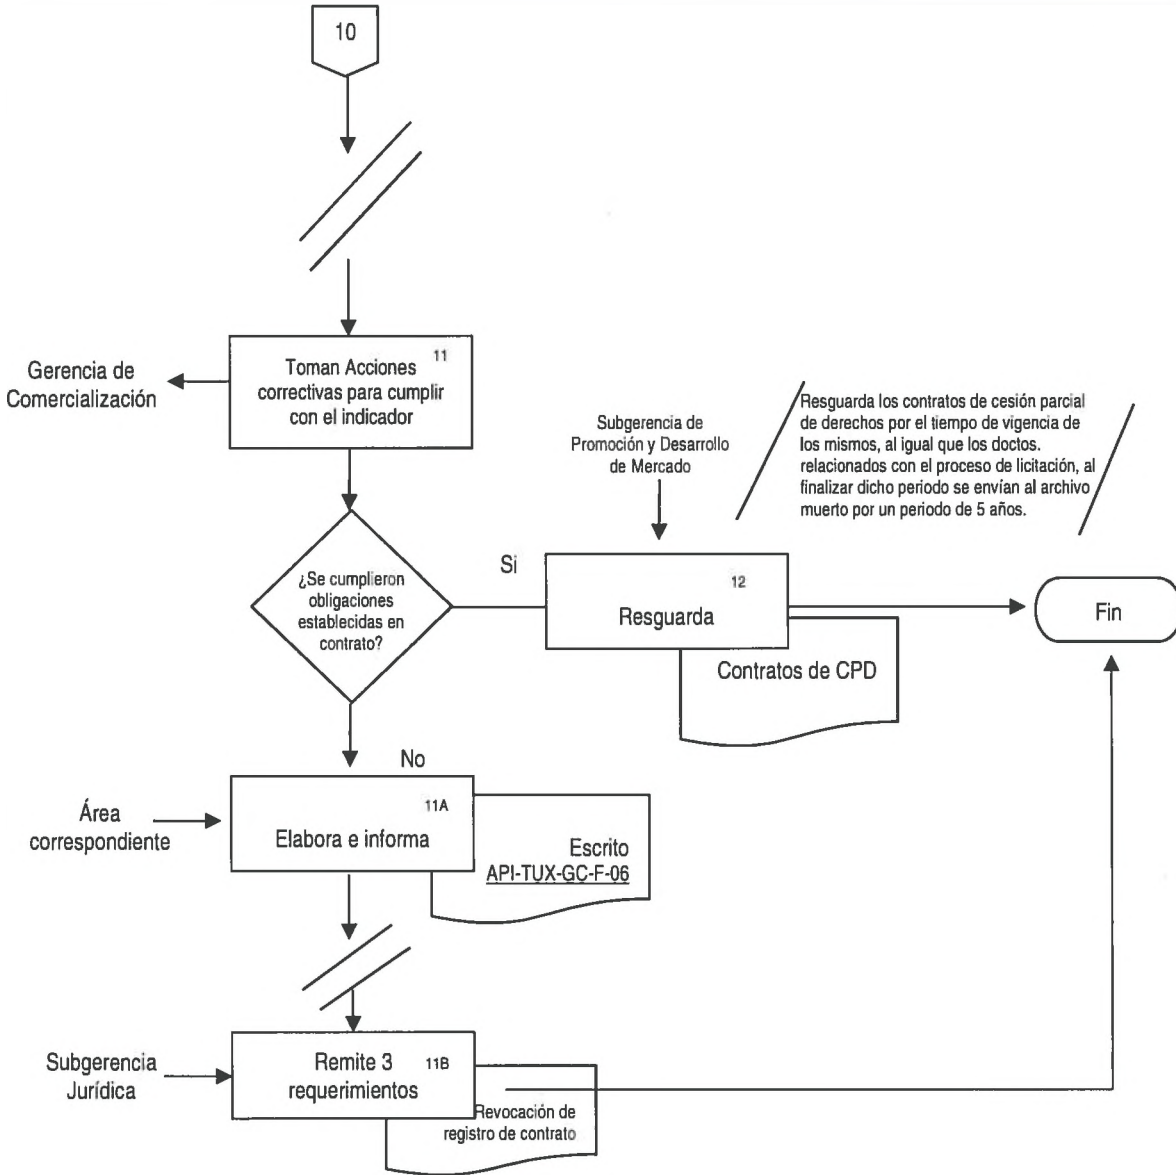 10
11
Toman Acciones
correctivas para cumplir
con el indicador
Gerencia de
Comercialización
Subgerencia de
Promoción y Desarrollo
de Mercado
Resguarda los contratos de cesión parcial
de derechos por el tiempo de vigencia de
los mismos, al igual que los doctos.
relacionados con el proceso de licitación, al
finalizar dicho periodo se envían al archivo
muerto por un periodo de 5 años.
¿Se cumplieron
obligaciones
establecidas en
contrato?
Si
12
Resguarda
Contratos de CPD
Fin
No
Área
correspondiente
11A
Elabora e informa
Escrito
API-TUX-GC-F-06
Subgerencia
Jurídica
Remite 3 11B
requerimientos
Revocación de
registro de contrato